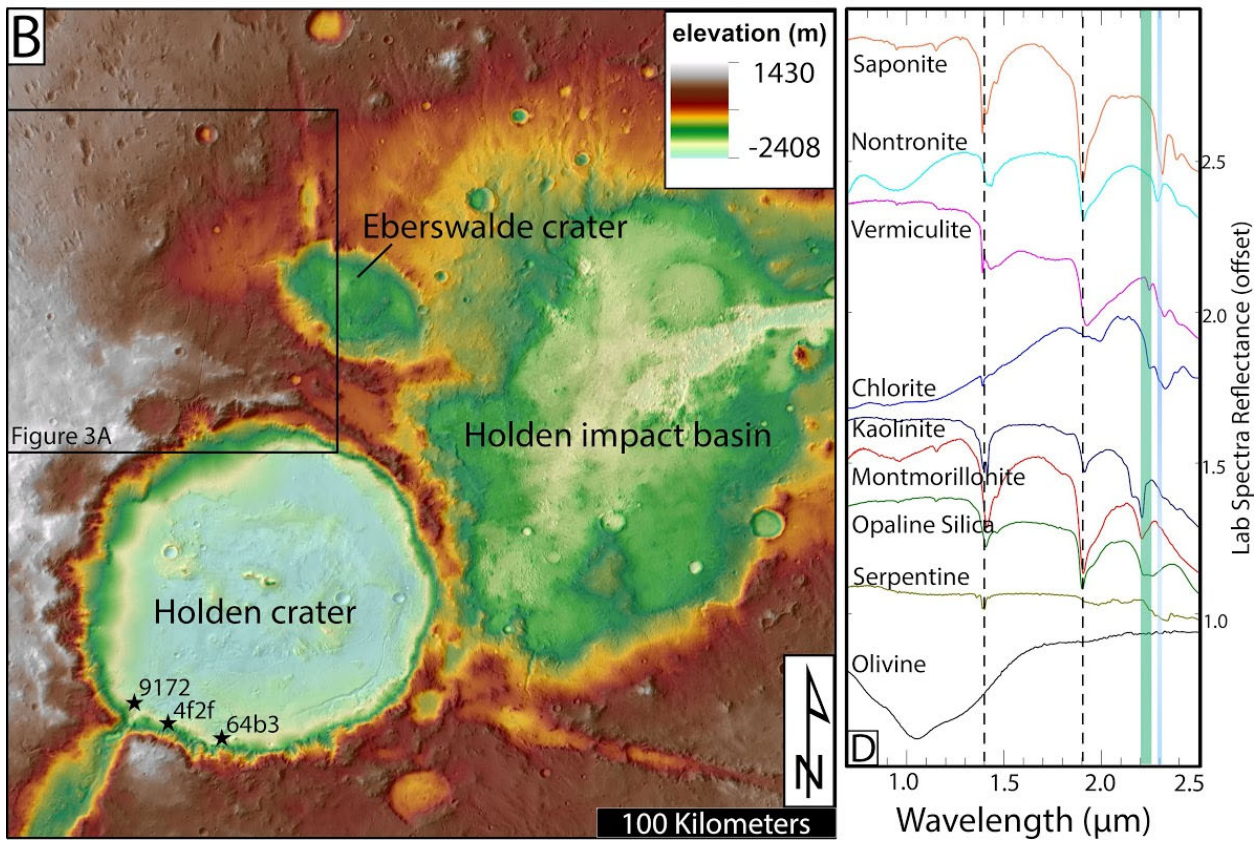 B
elevation (m)
1430
-2408
Eberswalde crater
Figure 3A
Holden impact basin
Holden crater
9172
4f2f
64b3
N
100 Kilometers
Saponite
Nontronite
Vermiculite
Chlorite
Kaolinite
Montmorillonite
Opaline Silica
Serpentine
Olivine
D
2.5
2.0
1.5
1.0
Lab Spectra Reflectance (offset)
1.0 1.5 2.0 2.5
Wavelength (μm)